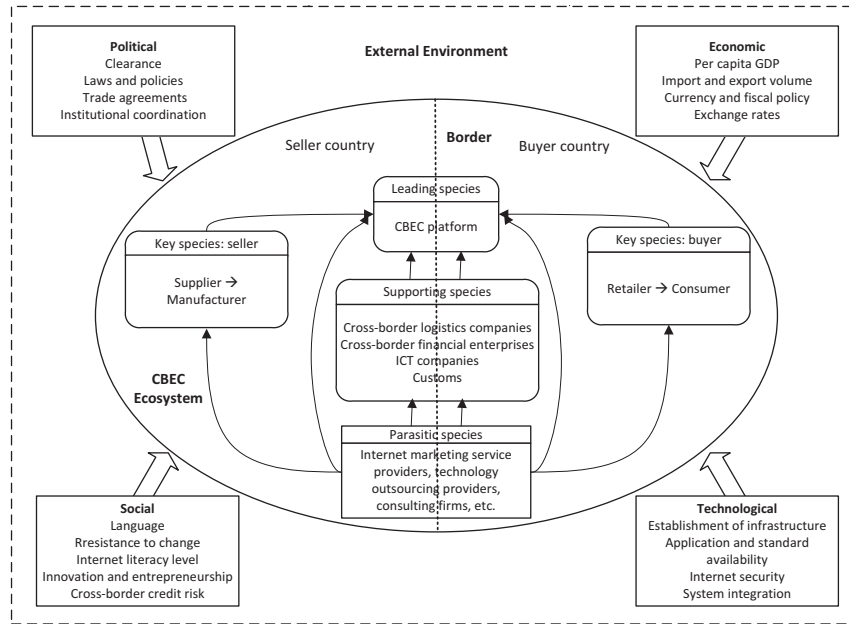 Political
Clearance
Laws and policies
Trade agreements
Institutional coordination
External Environment
Economic
Per capita GDP
Import and export volume
Currency and fiscal policy
Exchange rates
Seller country
Border
Buyer country
Leading species
CBEC platform
Key species: seller
Supplier →
Manufacturer
Key species: buyer
Retailer → Consumer
Supporting species
Cross-border logistics companies
Cross-border financial enterprises
ICT companies
Customs
CBEC
Ecosystem
Parasitic species
Internet marketing service
providers, technology
outsourcing providers,
consulting firms, etc.
Social
Language
Rresistance to change
Internet literacy level
Innovation and entrepreneurship
Cross-border credit risk
Technological
Establishment of infrastructure
Application and standard
availability
Internet security
System integration